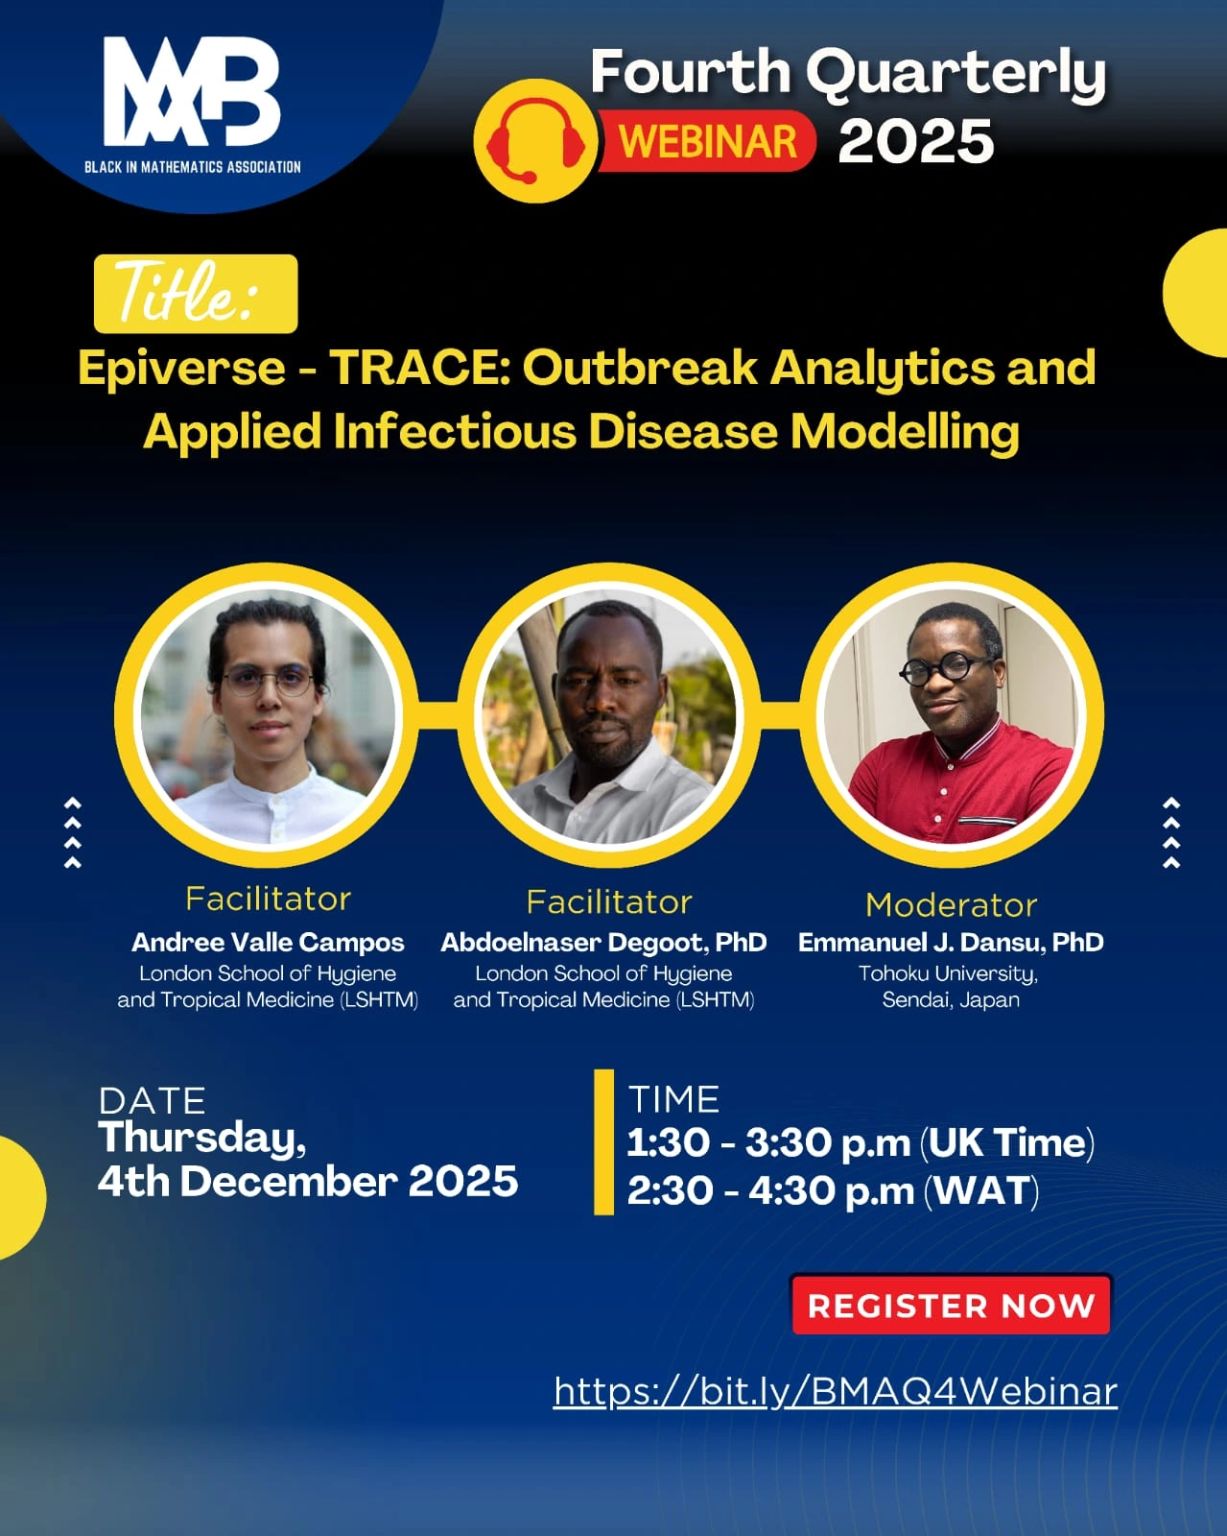 MAB
BLACK IN MATHEMATICS ASSOCIATION
Fourth Quarterly
WEBINAR 2025
Title:
Epiverse - TRACE: Outbreak Analytics and
Applied Infectious Disease Modelling
Facilitator
Andree Valle Campos
London School of Hygiene
and Tropical Medicine (LSHTM)
Facilitator
Abdoelnaser Degoot, PhD
London School of Hygiene
and Tropical Medicine (LSHTM)
Moderator
Emmanuel J. Dansu, PhD
Tohoku University,
Sendai, Japan
DATE
Thursday,
4th December 2025
TIME
1:30 - 3:30 p.m (UK Time)
2:30 - 4:30 p.m (WAT)
REGISTER NOW
https://bit.ly/BMAQ4Webinar